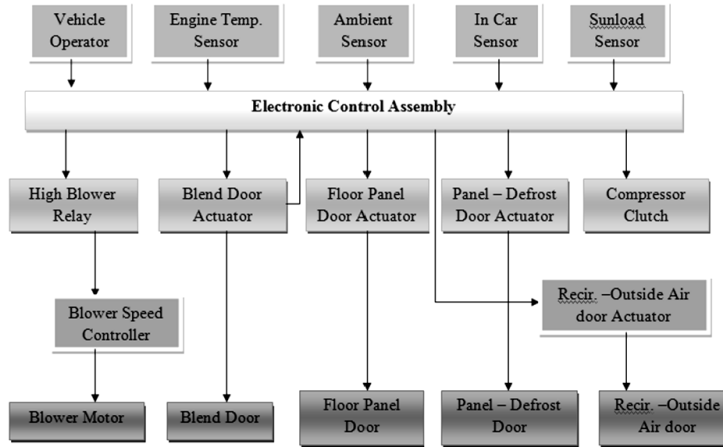 Vehicle
Operator
Engine Temp.
Sensor
Ambient
Sensor
In Car
Sensor
Sunload
Sensor
Electronic Control Assembly
High Blower
Relay
Blend Door
Actuator
Floor Panel
Door Actuator
Panel – Defrost
Door Actuator
Compressor
Clutch
Blower Speed
Controller
Recir. –Outside Air
door Actuator
Blower Motor
Blend Door
Floor Panel
Door
Panel – Defrost
Door
Recir. –Outside
Air door